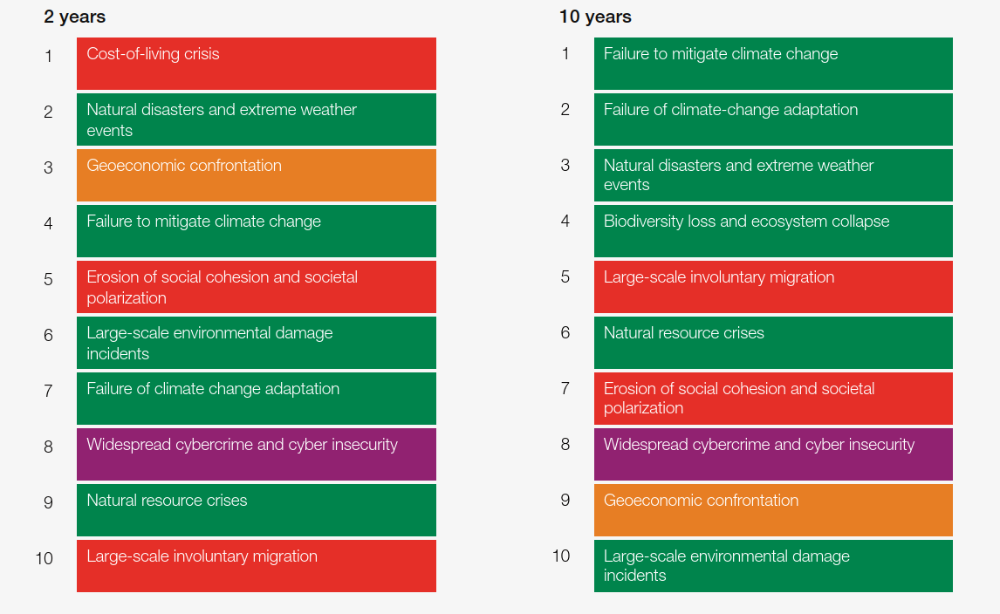 2 years
1
Cost-of-living crisis
2
Natural disasters and extreme weather
events
3
Geoeconomic confrontation
4
Failure to mitigate climate change
5
Erosion of social cohesion and societal
polarization
6
Large-scale environmental damage
incidents
7
Failure of climate change adaptation
8
Widespread cybercrime and cyber insecurity
9
Natural resource crises
10
Large-scale involuntary migration
10 years
1
Failure to mitigate climate change
2
Failure of climate-change adaptation
3
Natural disasters and extreme weather
events
4
Biodiversity loss and ecosystem collapse
5
Large-scale involuntary migration
6
Natural resource crises
7
Erosion of social cohesion and societal
polarization
8
Widespread cybercrime and cyber insecurity
9
Geoeconomic confrontation
10
Large-scale environmental damage
incidents